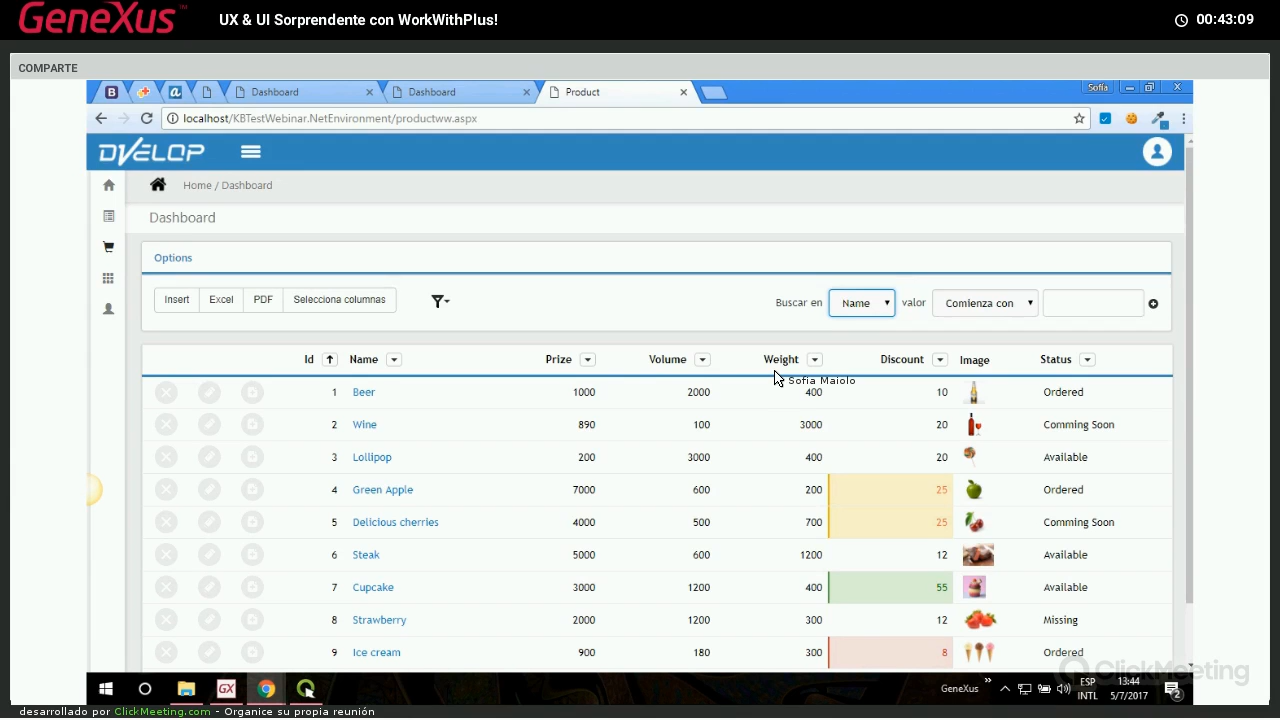 GeneXus™ UX & UI Sorprendente con WorkWithPlus! 00:43:09
COMPARTE
B a Dashboard Dashboard Product Sofía
localhost/KBTestWebinar.NetEnvironment/productww.aspx
DVELOP
Home / Dashboard
Dashboard
Options
Insert Excel PDF Selecciona columnas Buscar en Name valor Comienza con
Id Name Prize Volume Weight Discount Image Status
Sofia Maiolo
1 Beer 1000 2000 400 10 Ordered
2 Wine 890 100 3000 20 Comming Soon
3 Lollipop 200 3000 400 20 Available
4 Green Apple 7000 600 200 25 Ordered
5 Delicious cherries 4000 500 700 25 Comming Soon
6 Steak 5000 600 1200 12 Available
7 Cupcake 3000 1200 400 55 Available
8 Strawberry 2000 1200 300 12 Missing
9 Ice cream 900 180 300 8 Ordered
ClickMeeting
GX GeneXus » ESP 13:44
INTL 5/7/2017 2
desarrollado por ClickMeeting.com - Organice su propia reunión